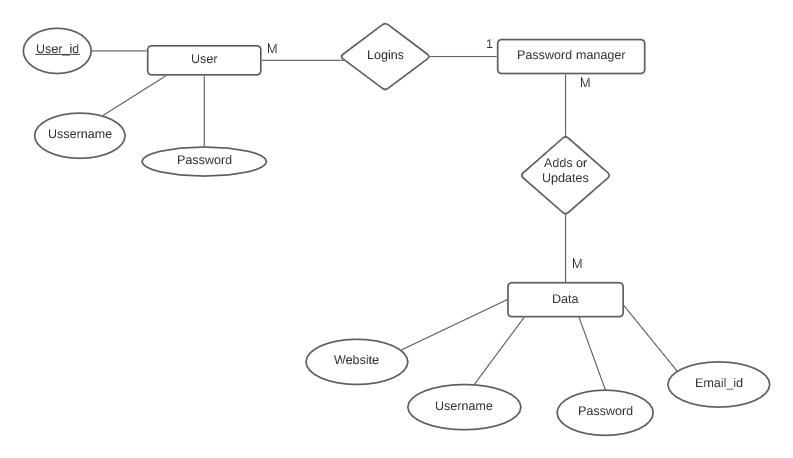 User_id
User
M
Logins
1
Password manager
M
Ussername
Password
Adds or
Updates
M
Data
Website
Username
Password
Email_id